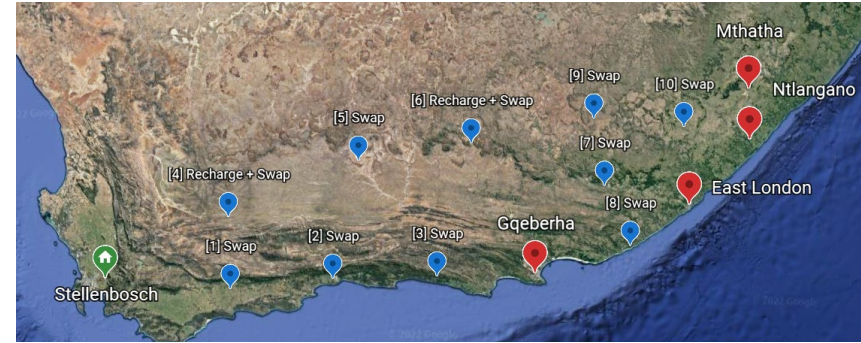 Mthatha
[9] Swap
[10] Swap
Ntlangano
[6] Recharge + Swap
[5] Swap
[7] Swap
[4] Recharge + Swap
East London
[8] Swap
Gqeberha
[3] Swap
[2] Swap
[1] Swap
Stellenbosch